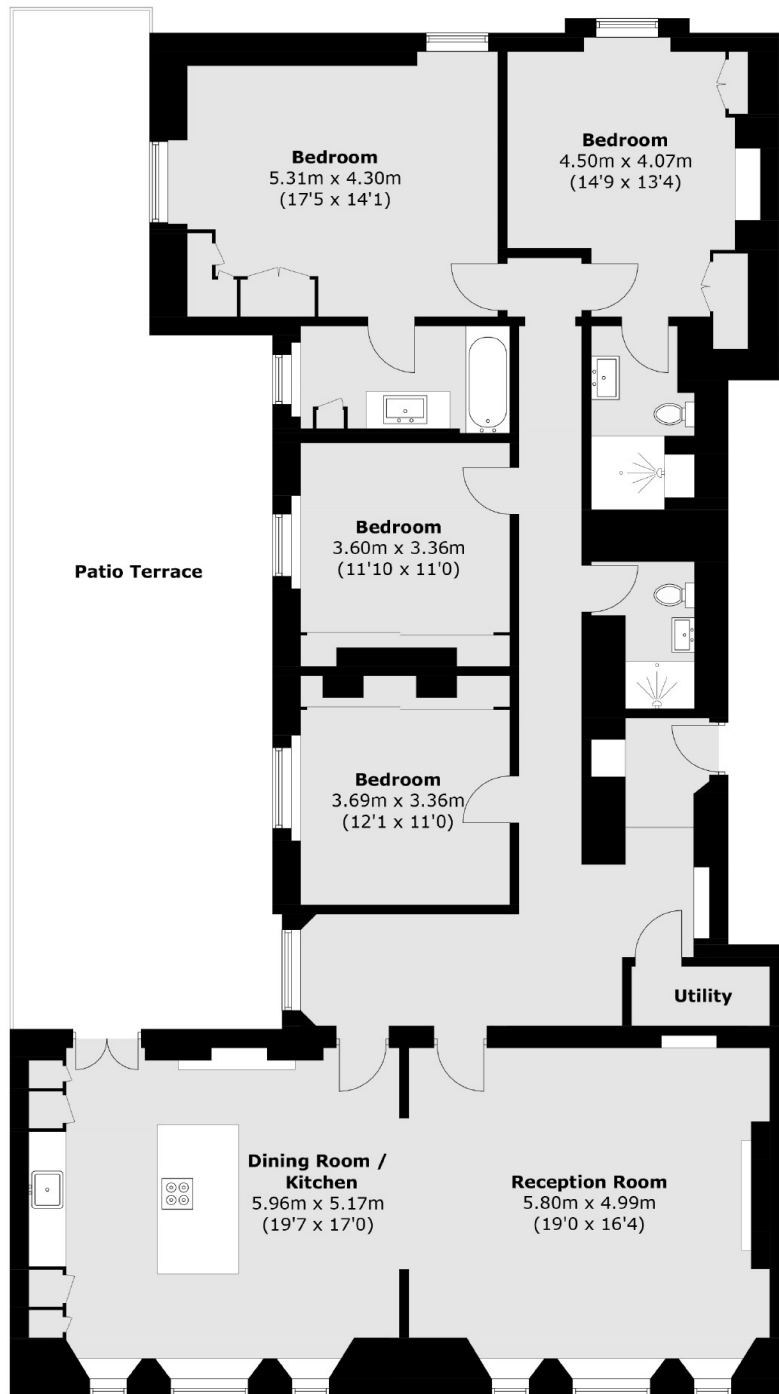 Bedroom
5.31m x 4.30m
(17'5 x 14'1)
Bedroom
4.50m x 4.07m
(14'9 x 13'4)
Bedroom
3.60m x 3.36m
(11'10 x 11'0)
Patio Terrace
Bedroom
3.69m x 3.36m
(12'1 x 11'0)
Utility
Dining Room /
Kitchen
5.96m x 5.17m
(19'7 x 17'0)
Reception Room
5.80m x 4.99m
(19'0 x 16'4)